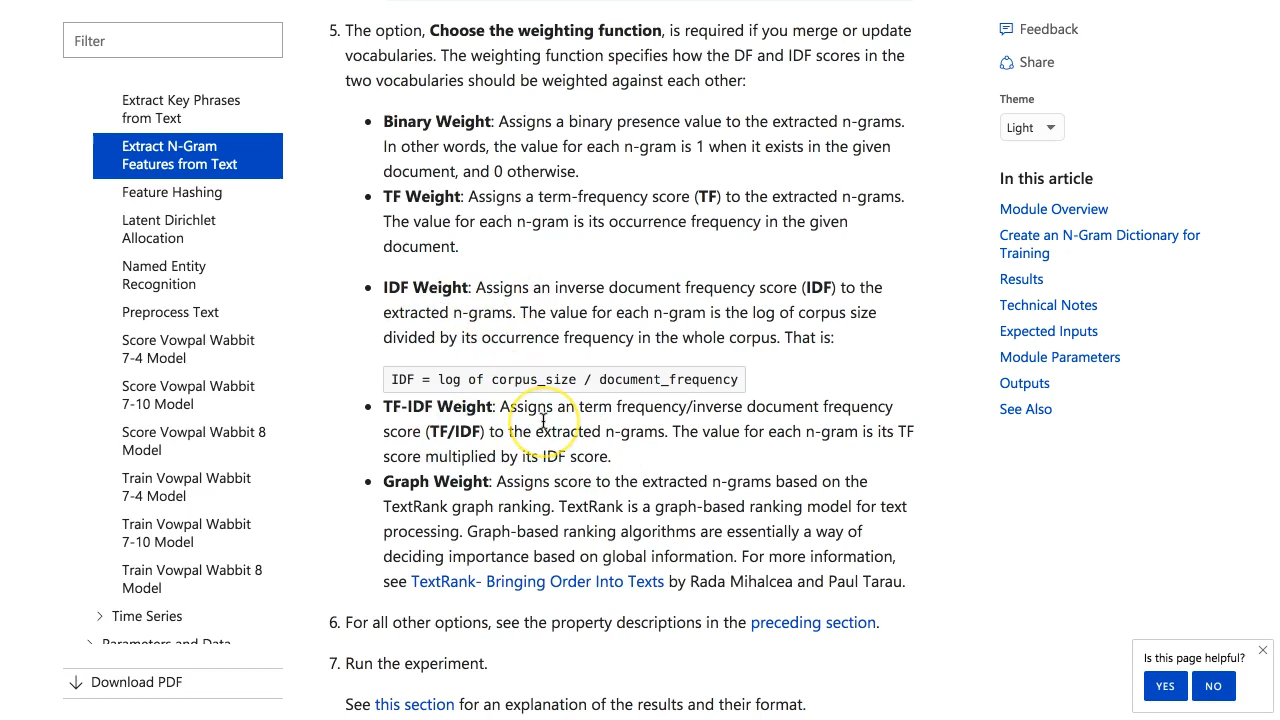 Filter
Extract Key Phrases
from Text
Extract N-Gram
Features from Text
Feature Hashing
Latent Dirichlet
Allocation
Named Entity
Recognition
Preprocess Text
Score Vowpal Wabbit
7-4 Model
Score Vowpal Wabbit
7-10 Model
Score Vowpal Wabbit 8
Model
Train Vowpal Wabbit
7-4 Model
Train Vowpal Wabbit
7-10 Model
Train Vowpal Wabbit 8
Model
Time Series
Parameters and Data
Download PDF
5. The option, Choose the weighting function, is required if you merge or update
vocabularies. The weighting function specifies how the DF and IDF scores in the
two vocabularies should be weighted against each other:
• Binary Weight: Assigns a binary presence value to the extracted n-grams.
In other words, the value for each n-gram is 1 when it exists in the given
document, and 0 otherwise.
• TF Weight: Assigns a term-frequency score (TF) to the extracted n-grams.
The value for each n-gram is its occurrence frequency in the given
document.
• IDF Weight: Assigns an inverse document frequency score (IDF) to the
extracted n-grams. The value for each n-gram is the log of corpus size
divided by its occurrence frequency in the whole corpus. That is:
IDF = log of corpus_size / document_frequency
• TF-IDF Weight: Assigns an term frequency/inverse document frequency
score (TF/IDF) to the extracted n-grams. The value for each n-gram is its TF
score multiplied by its IDF score.
• Graph Weight: Assigns score to the extracted n-grams based on the
TextRank graph ranking. TextRank is a graph-based ranking model for text
processing. Graph-based ranking algorithms are essentially a way of
deciding importance based on global information. For more information,
see TextRank- Bringing Order Into Texts by Rada Mihalcea and Paul Tarau.
6. For all other options, see the property descriptions in the preceding section.
7. Run the experiment.
See this section for an explanation of the results and their format.
Feedback
Share
Theme
Light
In this article
Module Overview
Create an N-Gram Dictionary for
Training
Results
Technical Notes
Expected Inputs
Module Parameters
Outputs
See Also
Is this page helpful?
YES NO